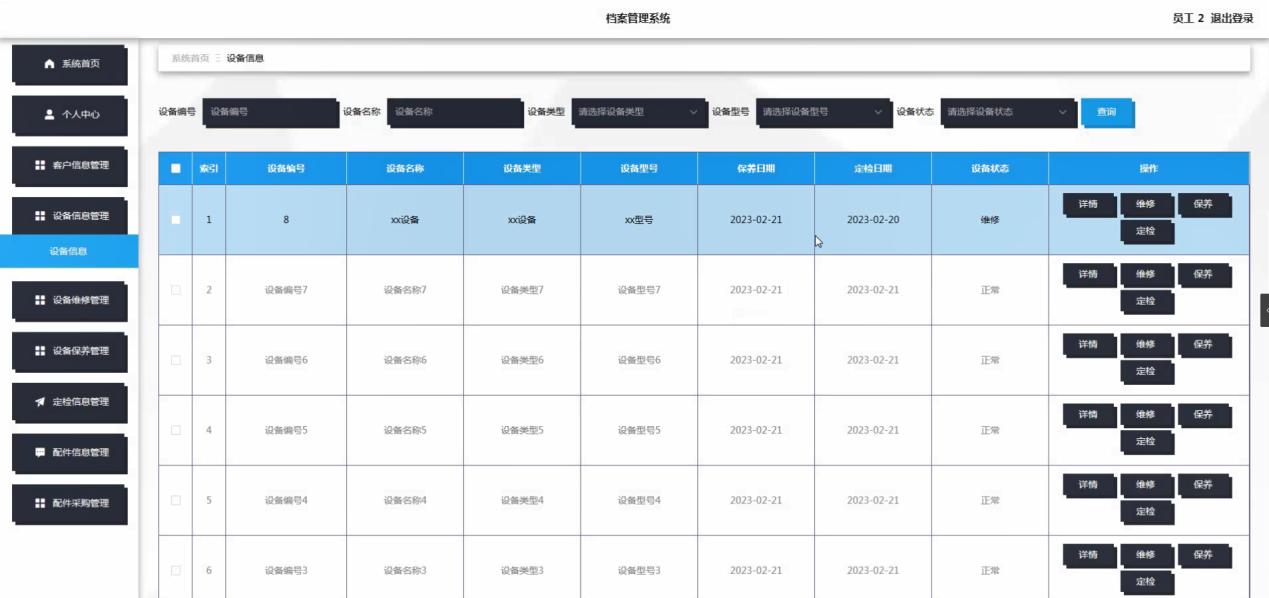 档案管理系统
员工 2 退出登录
系统首页
个人中心
客户信息管理
设备信息管理
设备信息
设备维修管理
设备保养管理
定检信息管理
配件信息管理
配件采购管理
系统首页 设备信息
设备编号 设备编号 设备名称 设备名称 设备类型 请选择设备类型 设备型号 请选择设备型号 设备状态 请选择设备状态 查询
索引 设备编号 设备名称 设备类型 设备型号 保养日期 定检日期 设备状态 操作
1 8 xx设备 xx设备 xx型号 2023-02-21 2023-02-20 维修 详情 维修 保养
定检
2 设备编号7 设备名称7 设备类型7 设备型号7 2023-02-21 2023-02-21 正常 详情 维修 保养
定检
3 设备编号6 设备名称6 设备类型6 设备型号6 2023-02-21 2023-02-21 正常 详情 维修 保养
定检
4 设备编号5 设备名称5 设备类型5 设备型号5 2023-02-21 2023-02-21 正常 详情 维修 保养
定检
5 设备编号4 设备名称4 设备类型4 设备型号4 2023-02-21 2023-02-21 正常 详情 维修 保养
定检
6 设备编号3 设备名称3 设备类型3 设备型号3 2023-02-21 2023-02-21 正常 详情 维修 保养
定检